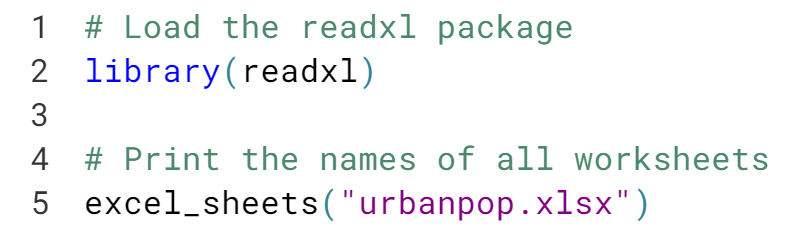 1 # Load the readxl package
2 library(readxl)
3
4 # Print the names of all worksheets
5 excel_sheets("urbanpop.xlsx")